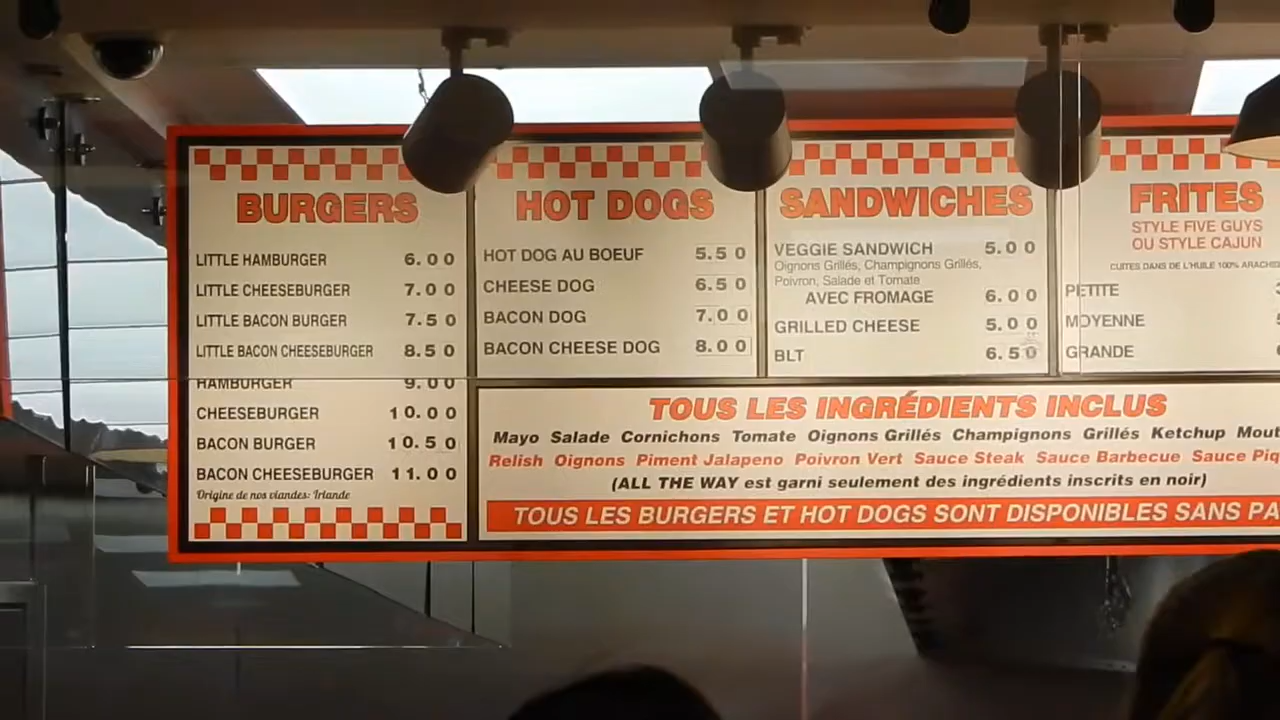 BURGERS
LITTLE HAMBURGER 6.00
LITTLE CHEESEBURGER 7.00
LITTLE BACON BURGER 7.50
LITTLE BACON CHEESEBURGER 8.50
HAMBURGER 9.00
CHEESEBURGER 10.00
BACON BURGER 10.50
BACON CHEESEBURGER 11.00
Origine de nos viandes: Irlande
HOT DOGS
HOT DOG AU BOEUF 5.50
CHEESE DOG 6.50
BACON DOG 7.00
BACON CHEESE DOG 8.00
SANDWICHES
VEGGIE SANDWICH 5.00
Oignons Grillés, Champignons Grillés,
Poivron, Salade et Tomate
AVEC FROMAGE 6.00
GRILLED CHEESE 5.00
BLT 6.50
FRITES
STYLE FIVE GUYS
OU STYLE CAJUN
CUITES DANS DE L'HUILE 100%
PETITE
MOYENNE
GRANDE
TOUS LES INGRÉDIENTS INCLUS
Mayo Salade Cornichons Tomate Oignons Grillés Champignons Grillés Ketchup Mout
Relish Oignons Piment Jalapeno Poivron Vert Sauce Steak Sauce Barbecue Sauce Piq
(ALL THE WAY est garni seulement des ingrédients inscrits en noir)
TOUS LES BURGERS ET HOT DOGS SONT DISPONIBLES SANS PA